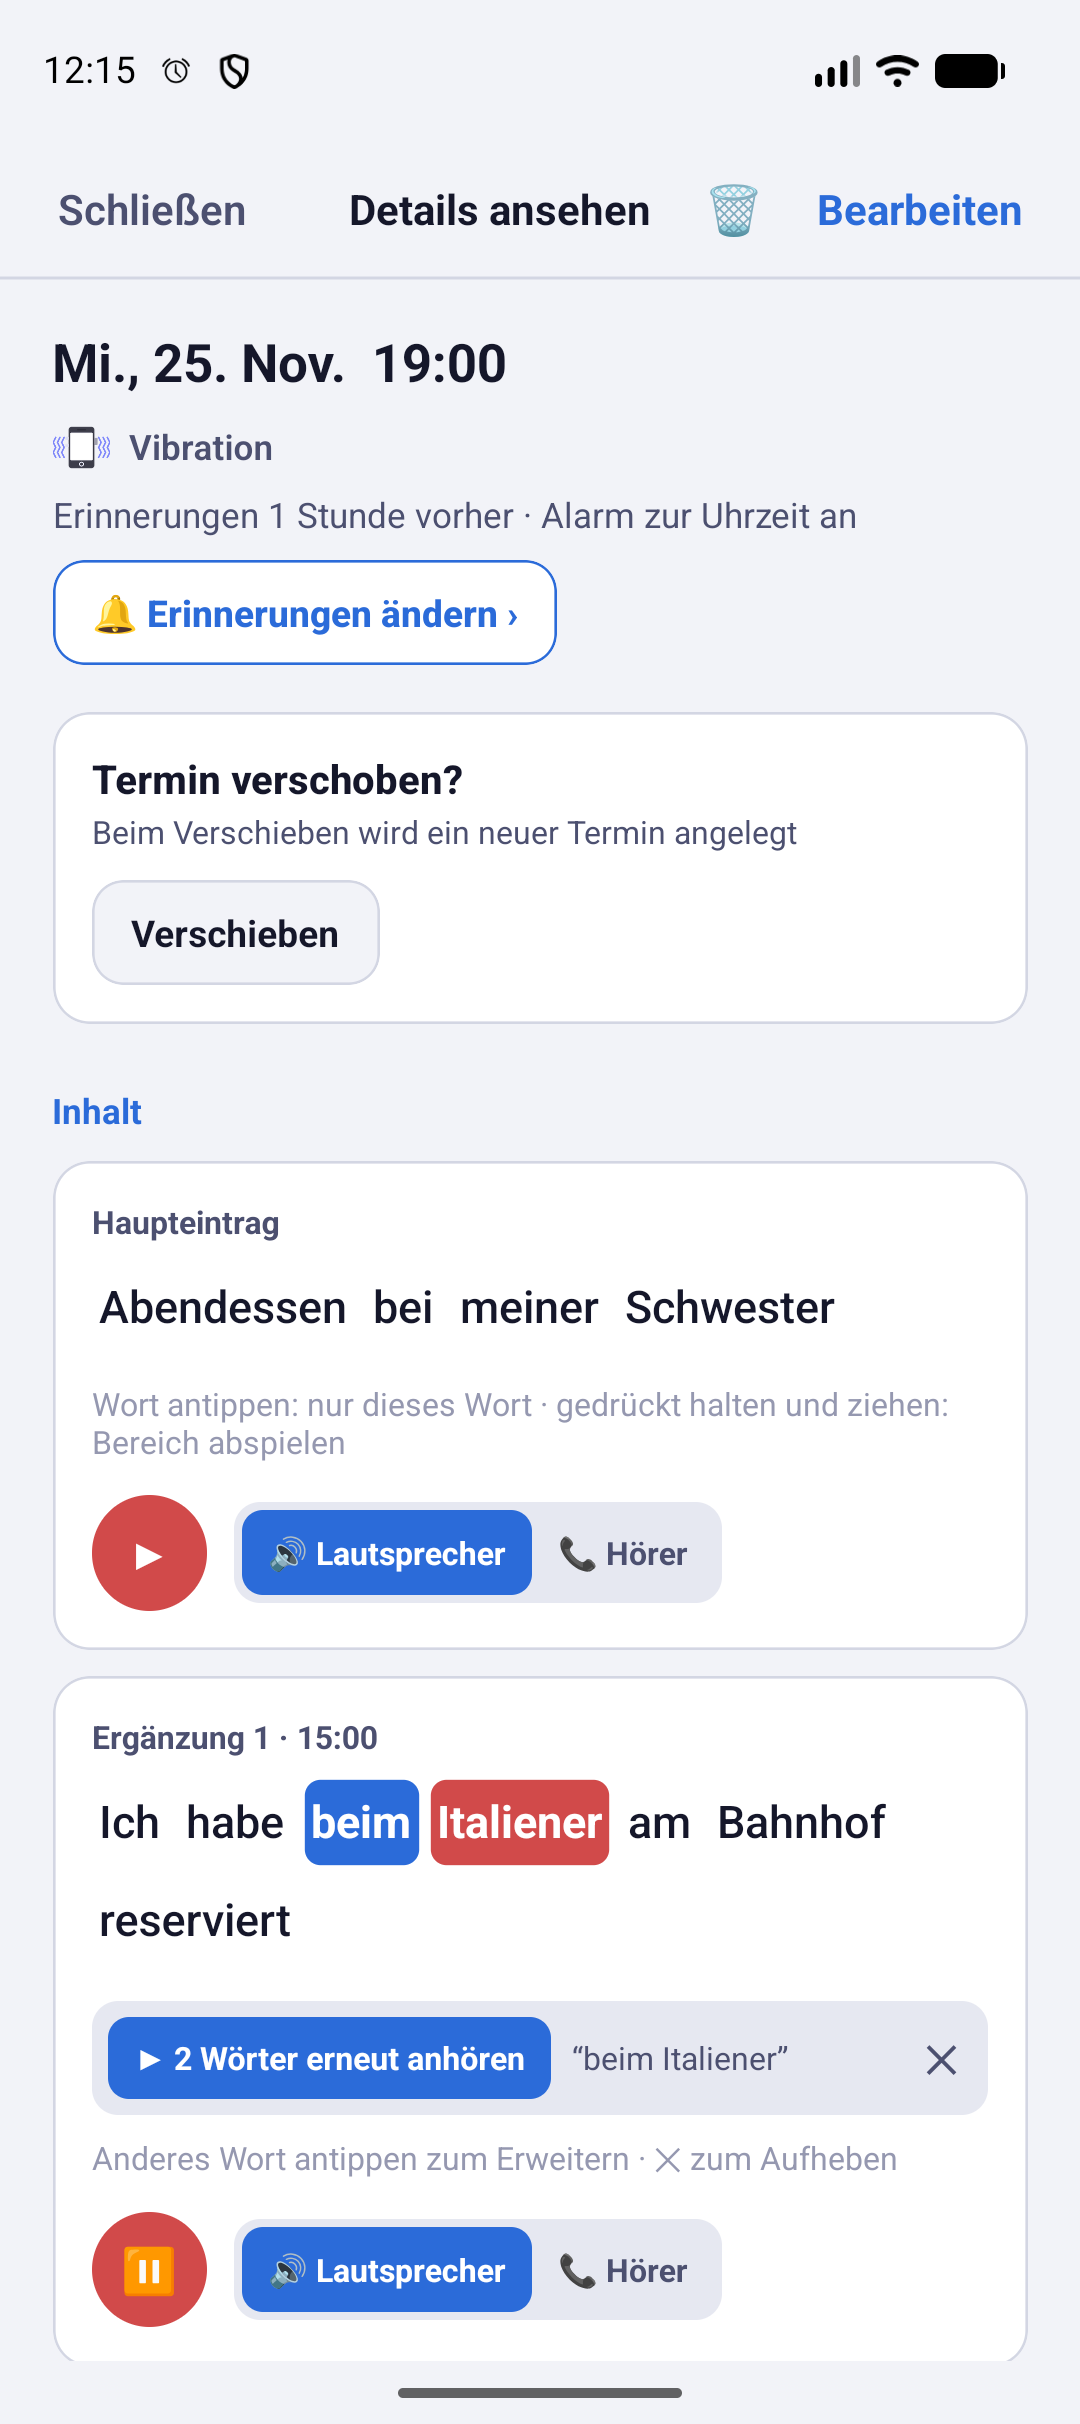 12:15
Schließen Details ansehen Bearbeiten
Mi., 25. Nov. 19:00
Vibration
Erinnerungen 1 Stunde vorher · Alarm zur Uhrzeit an
🔔 Erinnerungen ändern ›
Termin verschoben?
Beim Verschieben wird ein neuer Termin angelegt
Verschieben
Inhalt
Haupteintrag
Abendessen bei meiner Schwester
Wort antippen: nur dieses Wort · gedrückt halten und ziehen:
Bereich abspielen
▶ 🔊 Lautsprecher 📞 Hörer
Ergänzung 1 · 15:00
Ich habe beim Italiener am Bahnhof
reserviert
▶ 2 Wörter erneut anhören “beim Italiener” ✕
Anderes Wort antippen zum Erweitern · ✕ zum Aufheben
⏸ 🔊 Lautsprecher 📞 Hörer